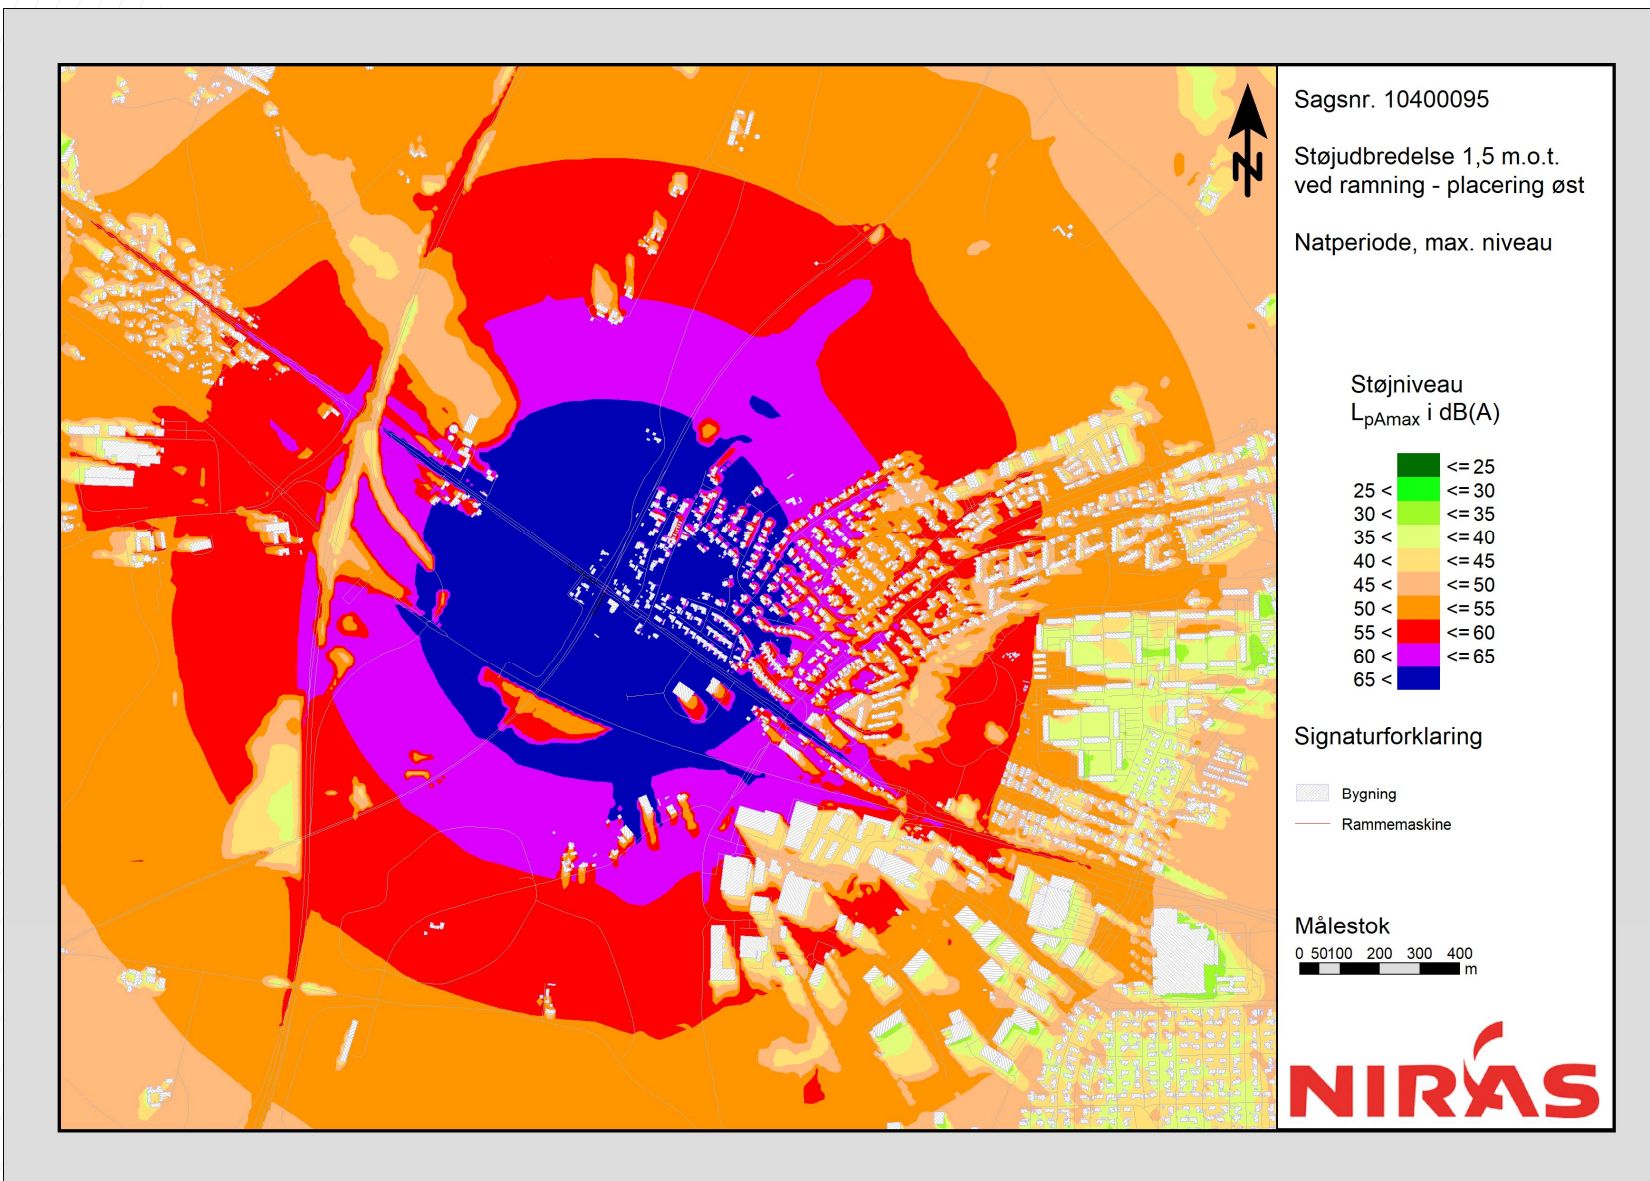 N
Sagsnr. 10400095
Støjudbredelse 1,5 m.o.t.
ved ramning - placering øst
Natperiode, max. niveau
Støjniveau
LpAmax i dB(A)
<= 25
25 < <= 30
30 < <= 35
35 < <= 40
40 < <= 45
45 < <= 50
50 < <= 55
55 < <= 60
60 < <= 65
65 <
Signaturforklaring
Bygning
Rammemaskine
Målestok
0 50 100 200 300 400
m
NIRAS